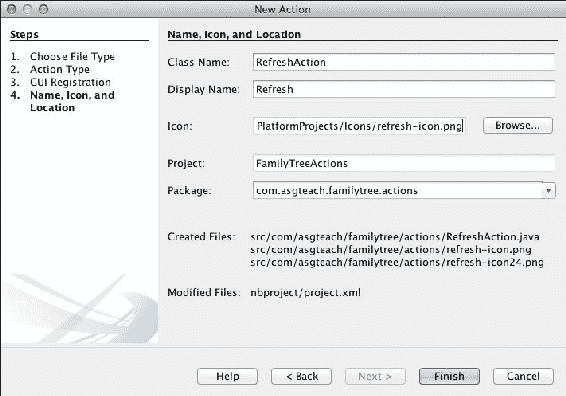 New Action
Steps
1. Choose File Type
2. Action Type
3. GUI Registration
4. Name, Icon, and
Location
Name, Icon, and Location
Class Name: RefreshAction
Display Name: Refresh
Icon: PlatformProjects/Icons/refresh-icon.png Browse...
Project: FamilyTreeActions
Package: com.asgteach.familytree.actions
Created Files: src/com/asgteach/familytree/actions/RefreshAction.java
src/com/asgteach/familytree/actions/refresh-icon.png
src/com/asgteach/familytree/actions/refresh-icon24.png
Modified Files: nbproject/project.xml
Help < Back Next > Finish Cancel